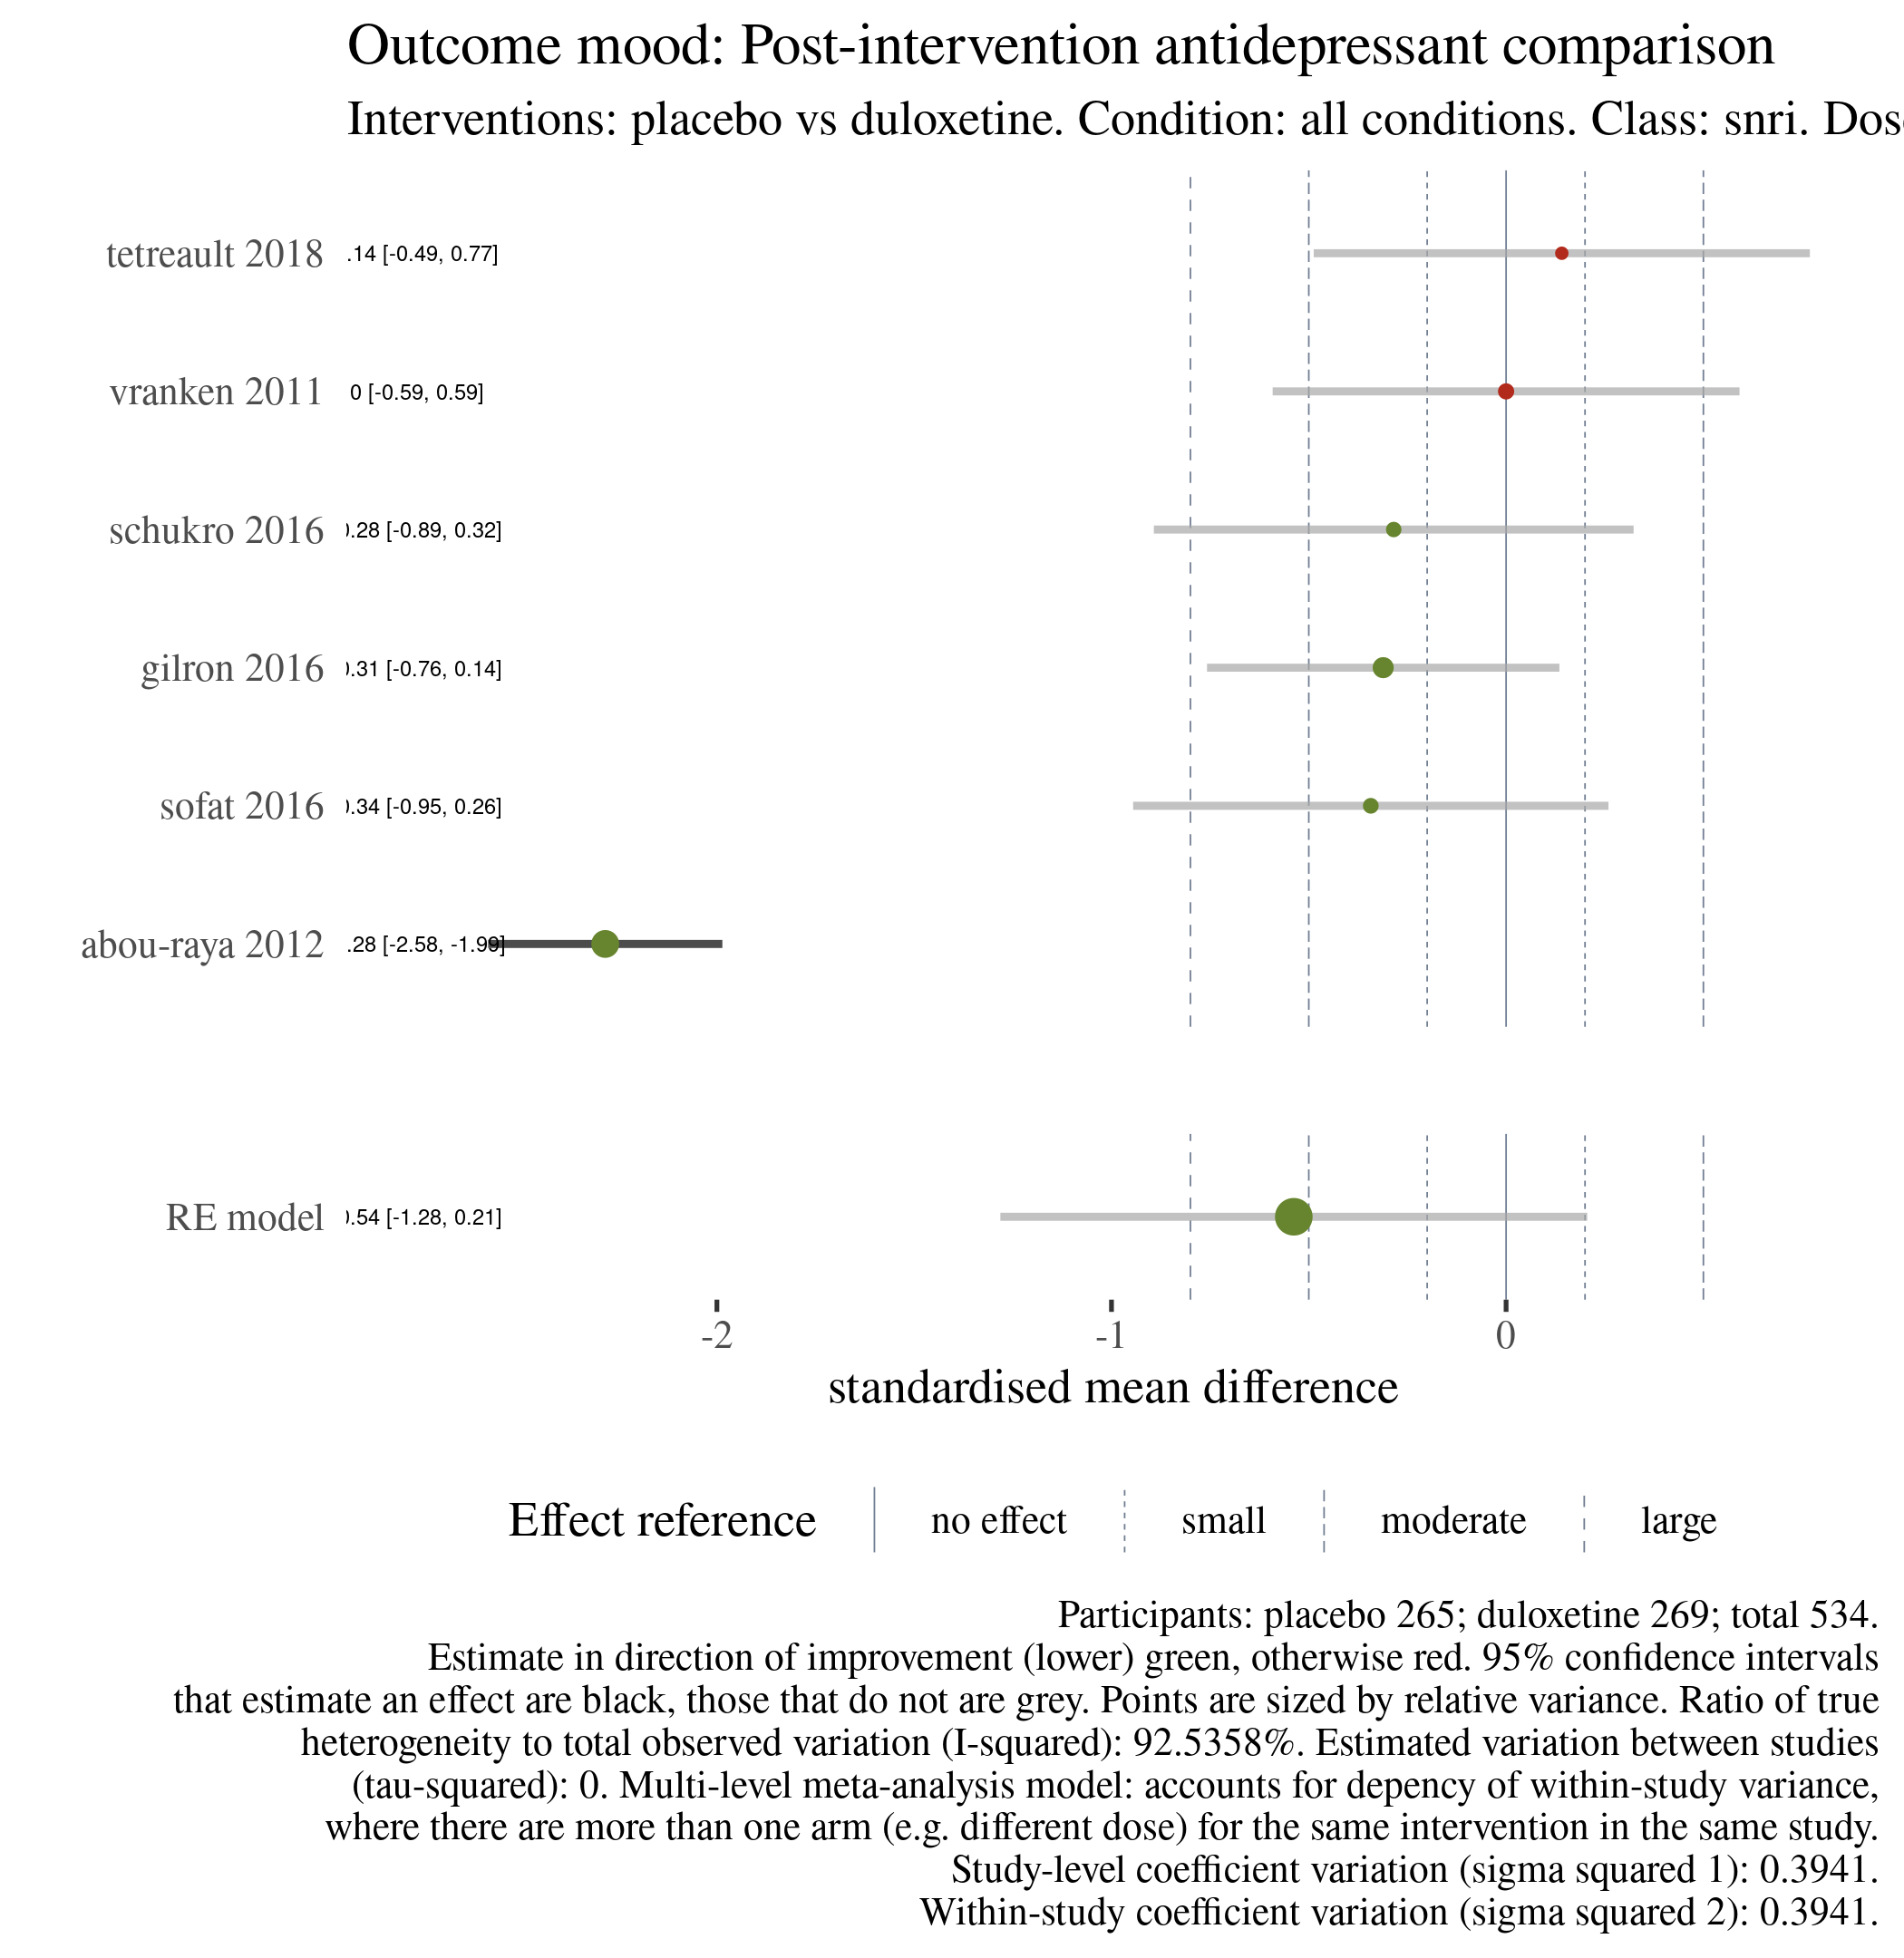 Outcome mood: Post-intervention antidepressant comparison
Interventions: placebo vs duloxetine. Condition: all conditions. Class: snri.
tetreault 2018 .14 [-0.49, 0.77]
vranken 2011 0 [-0.59, 0.59]
schukro 2016 .28 [-0.89, 0.32]
gilron 2016 .31 [-0.76, 0.14]
sofat 2016 .34 [-0.95, 0.26]
abou-raya 2012 .28 [-2.58, -1.99]
RE model .54 [-1.28, 0.21]
-2 -1 0
standardised mean difference
Effect reference no effect small moderate large
Participants: placebo 265; duloxetine 269; total 534.
Estimate in direction of improvement (lower) green, otherwise red. 95% confidence intervals
that estimate an effect are black, those that do not are grey. Points are sized by relative variance. Ratio of true
heterogeneity to total observed variation (I-squared): 92.5358%. Estimated variation between studies
(tau-squared): 0. Multi-level meta-analysis model: accounts for depency of within-study variance,
where there are more than one arm (e.g. different dose) for the same intervention in the same study.
Study-level coefficient variation (sigma squared 1): 0.3941.
Within-study coefficient variation (sigma squared 2): 0.3941.